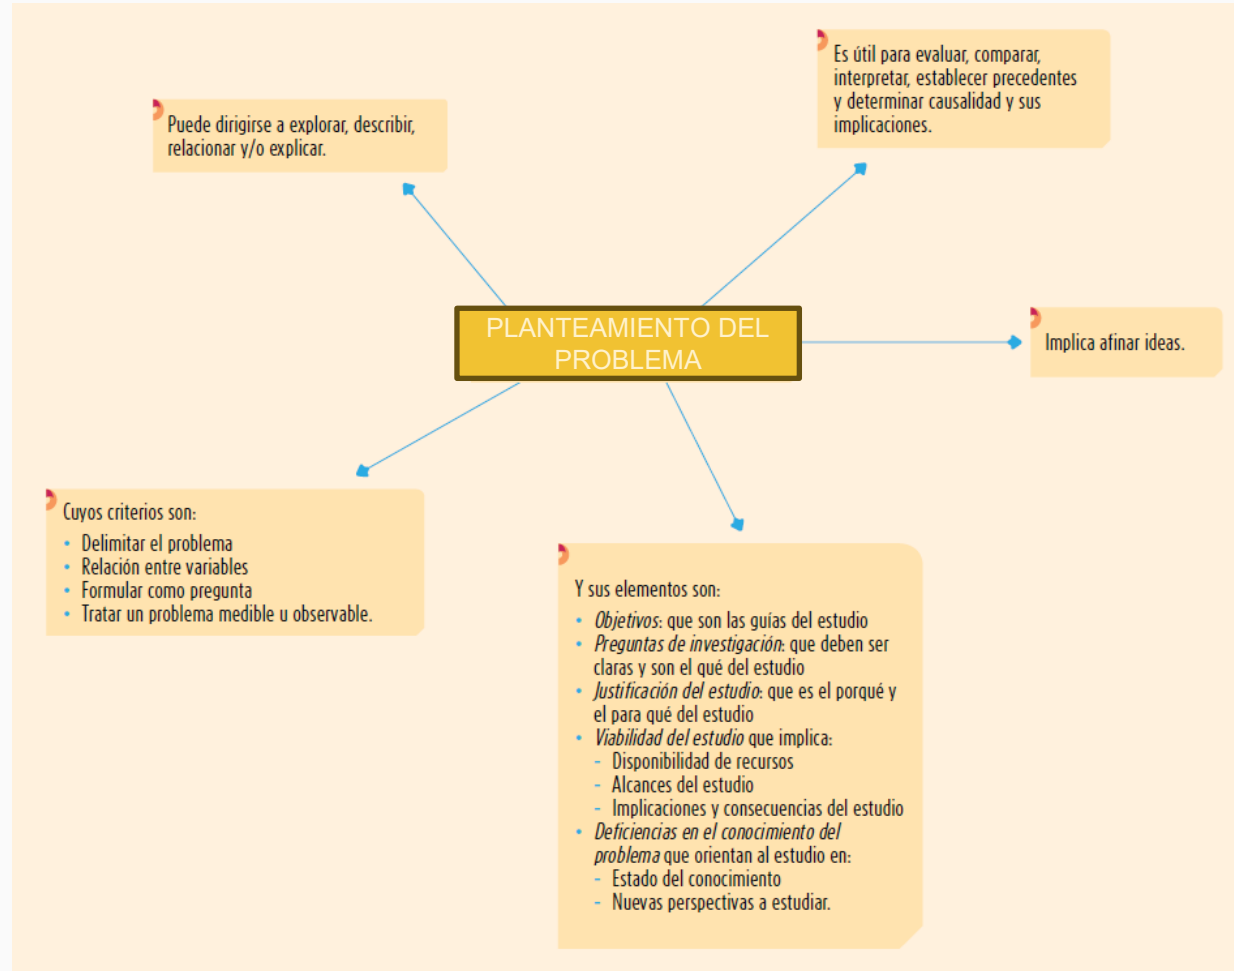 Es útil para evaluar, comparar,
interpretar, establecer precedentes
y determinar causalidad y sus
implicaciones.
Puede dirigirse a explorar, describir,
relacionar y/o explicar.
PLANTEAMIENTO DEL
PROBLEMA
Implica afinar ideas.
Cuyos criterios son:
• Delimitar el problema
• Relación entre variables
• Formular como pregunta
• Tratar un problema medible u observable.
Y sus elementos son:
• Objetivos: que son las guías del estudio
• Preguntas de investigación: que deben ser
claras y son el qué del estudio
• Justificación del estudio: que es el porqué y
el para qué del estudio
• Viabilidad del estudio que implica:
- Disponibilidad de recursos
- Alcances del estudio
- Implicaciones y consecuencias del estudio
• Deficiencias en el conocimiento del
problema que orientan al estudio en:
- Estado del conocimiento
- Nuevas perspectivas a estudiar.